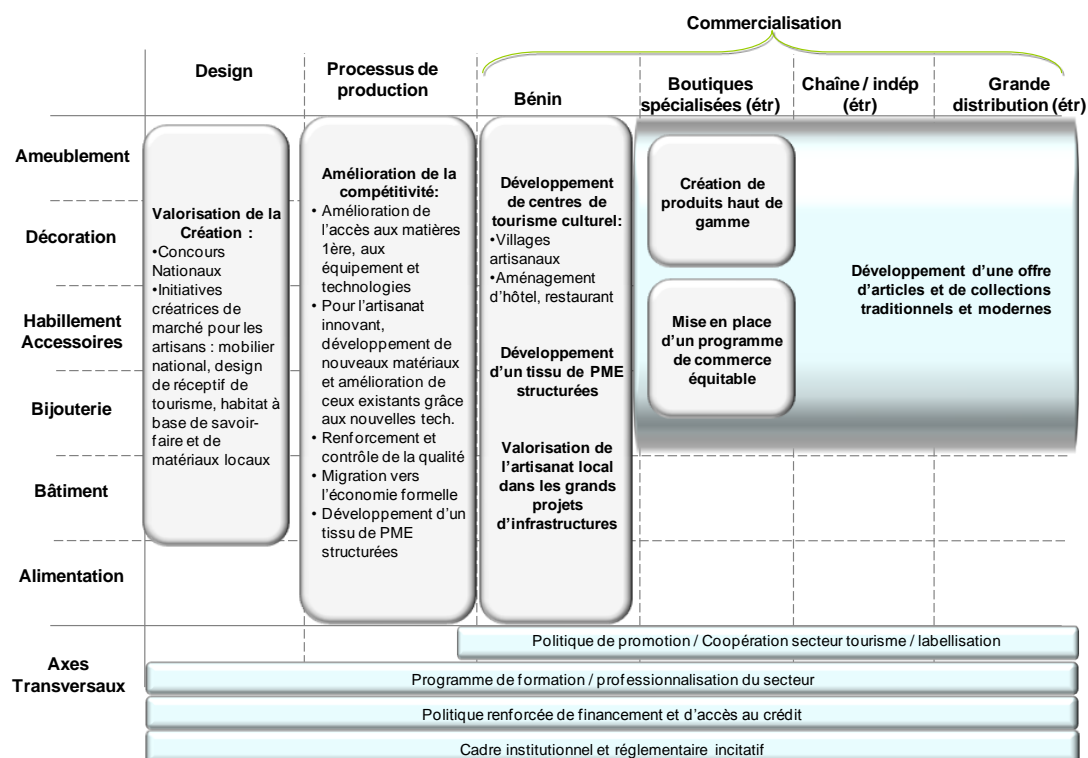 Commercialisation
Design
Processus de
production
Bénin
Boutiques
spécialisées (étr)
Chaîne / indép
(étr)
Grande
distribution (étr)
Ameublement
Décoration
Habillement
Accessoires
Bijouterie
Bâtiment
Alimentation
Axes
Transversaux
Valorisation de la
Création :
•Concours
Nationaux
•Initiatives
créatrices de
marché pour les
artisans : mobilier
national, design
de réceptif de
tourisme, habitat à
base de savoir-
faire et de
matériaux locaux
Amélioration de la
compétitivité:
• Amélioration de
l'accès aux matières
1ère, aux
équipement et
technologies
• Pour l'artisanat
innovant,
développement de
nouveaux matériaux
et amélioration de
ceux existants grâce
aux nouvelles tech.
• Renforcement et
contrôle de la qualité
• Migration vers
l'économie formelle
• Développement d'un
tissu de PME
structurées
Développement
de centres de
tourisme culturel:
•Villages
artisanaux
•Aménagement
d'hôtel, restaurant
Développement
d'un tissu de PME
structurées
Valorisation de
l'artisanat local
dans les grands
projets
d'infrastructures
Création de
produits haut de
gamme
Mise en place
d'un programme
de commerce
équitable
Développement d'une offre
d'articles et de collections
traditionnels et modernes
Politique de promotion / Coopération secteur tourisme / labellisation
Programme de formation / professionnalisation du secteur
Politique renforcée de financement et d'accès au crédit
Cadre institutionnel et réglementaire incitatif